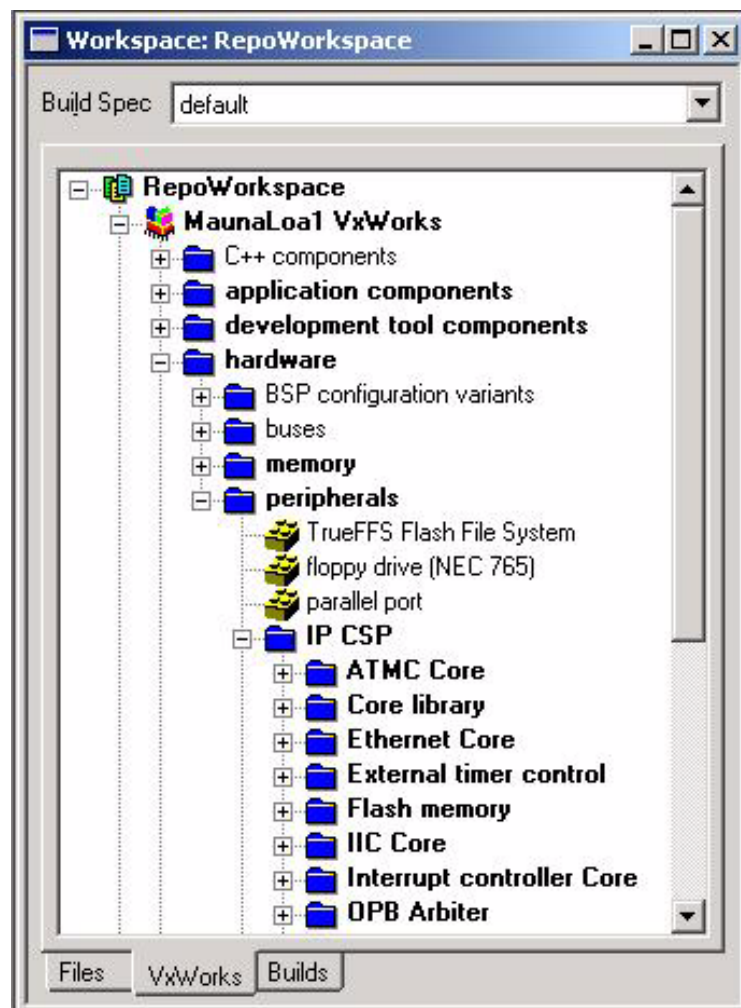 Workspace: RepoWorkspace
Build Spec default
RepoWorkspace
MaunaLoa1 VxWorks
C++ components
application components
development tool components
hardware
BSP configuration variants
buses
memory
peripherals
TrueFFS Flash File System
floppy drive (NEC 765)
parallel port
IP CSP
ATMC Core
Core library
Ethernet Core
External timer control
Flash memory
IIC Core
Interrupt controller Core
OPB Arbiter
Files VxWorks Builds